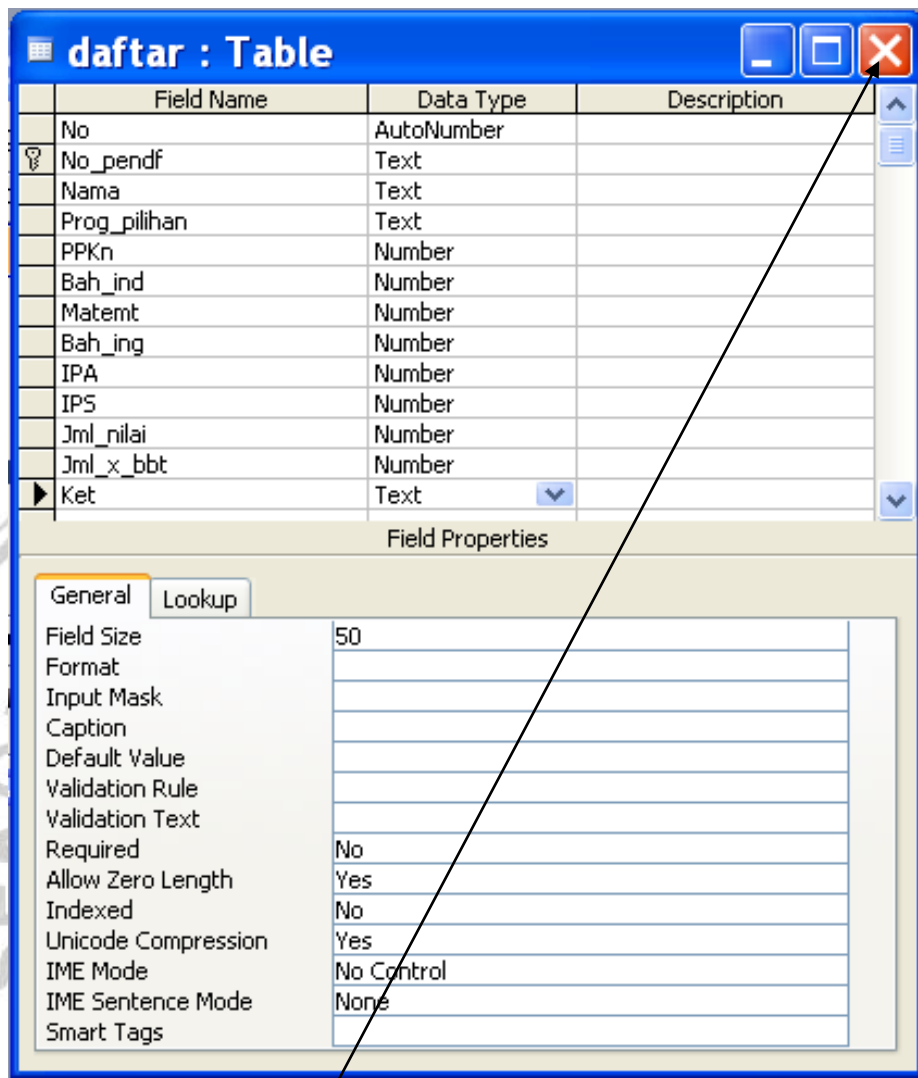 daftar : Table
Field Name Data Type Description
No AutoNumber
No_pendf Text
Nama Text
Prog_pilihan Text
PPKn Number
Bah_ind Number
Matemt Number
Bah_ing Number
IPA Number
IPS Number
Jml_nilai Number
Jml_x_bbt Number
Ket Text
Field Properties
General Lookup
Field Size 50
Format
Input Mask
Caption
Default Value
Validation Rule
Validation Text
Required No
Allow Zero Length Yes
Indexed No
Unicode Compression Yes
IME Mode No Control
IME Sentence Mode None
Smart Tags